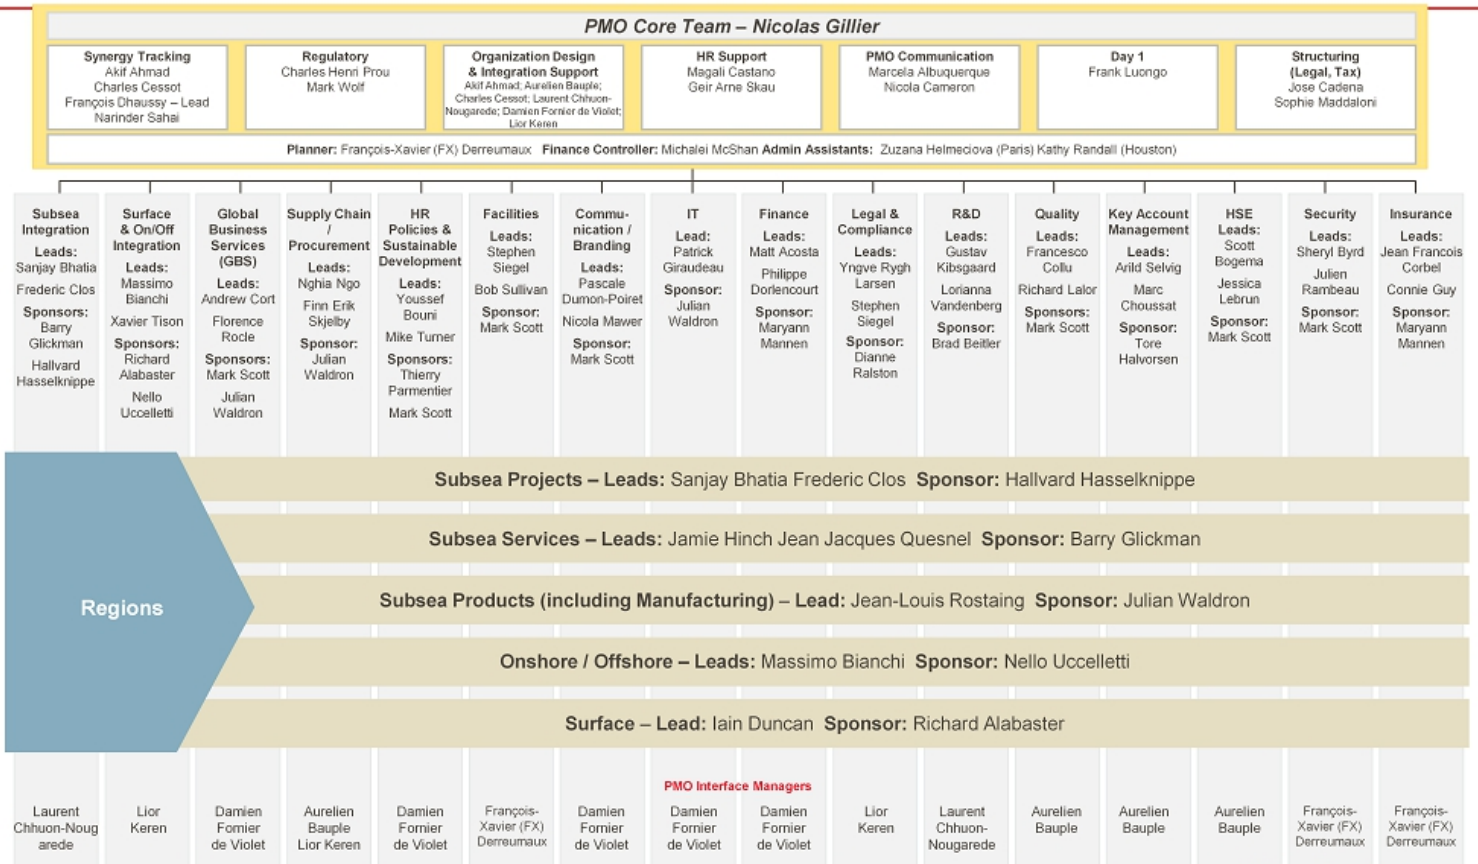 PMO Core Team – Nicolas Gillier
Synergy Tracking
Akif Ahmad
Charles Cessot
François Dhaussy – Lead
Narinder Sahai
Regulatory
Charles Henri Prou
Mark Wolf
Organization Design
& Integration Support
Akif Ahmad; Aurelien Bauple;
Charles Cessot; Laurent Chhuon-
Nougarede; Damien Fornier de Violet;
Lior Keren
HR Support
Magali Castano
Geir Arne Skau
PMO Communication
Marcela Albuquerque
Nicola Cameron
Day 1
Frank Luongo
Structuring
(Legal, Tax)
Jose Cadena
Sophie Maddaloni
Planner: François-Xavier (FX) Derreumaux Finance Controller: Michalei McShan Admin Assistants: Zuzana Helmeciova (Paris) Kathy Randall (Houston)
Subsea
Integration
Leads:
Sanjay Bhatia
Frederic Clos
Sponsors:
Barry
Glickman
Hallvard
Hasselknippe
Surface
& On/Off
Integration
Leads:
Massimo
Bianchi
Xavier Tison
Sponsors:
Richard
Alabaster
Nello
Uccelletti
Global
Business
Services
(GBS)
Leads:
Andrew Cort
Florence
Rocle
Sponsors:
Mark Scott
Julian
Waldron
Supply Chain
/
Procurement
Leads:
Nghia Ngo
Finn Erik
Skjelby
Sponsor:
Julian
Waldron
HR
Policies &
Sustainable
Development
Leads:
Youssef
Bouni
Mike Turner
Sponsors:
Thierry
Parmentier
Mark Scott
Facilities
Leads:
Stephen
Siegel
Bob Sullivan
Sponsor:
Mark Scott
Commu-
nication /
Branding
Leads:
Pascale
Dumon-Poiret
Nicola Mawer
Sponsor:
Mark Scott
IT
Lead:
Patrick
Giraudeau
Sponsor:
Julian
Waldron
Finance
Leads:
Matt Acosta
Philippe
Dorlencourt
Sponsor:
Maryann
Mannen
Legal &
Compliance
Leads:
Yngve Rygh
Larsen
Stephen
Siegel
Sponsor:
Dianne
Ralston
R&D
Leads:
Gustav
Kibsgaard
Lorianna
Vandenberg
Sponsor:
Brad Beitler
Quality
Leads:
Francesco
Collu
Richard Lalor
Sponsors:
Mark Scott
Key Account
Management
Leads:
Arild Selvig
Marc
Choussat
Sponsor:
Tore
Halvorsen
HSE
Leads:
Scott
Bogema
Jessica
Lebrun
Sponsor:
Mark Scott
Security
Leads:
Sheryl Byrd
Julien
Rambeau
Sponsor:
Mark Scott
Insurance
Leads:
Jean Francois
Corbel
Connie Guy
Sponsor:
Maryann
Mannen
Regions
Subsea Projects – Leads: Sanjay Bhatia Frederic Clos Sponsor: Hallvard Hasselknippe
Subsea Services – Leads: Jamie Hinch Jean Jacques Quesnel Sponsor: Barry Glickman
Subsea Products (including Manufacturing) – Lead: Jean-Louis Rostaing Sponsor: Julian Waldron
Onshore / Offshore – Leads: Massimo Bianchi Sponsor: Nello Uccelletti
Surface – Lead: Iain Duncan Sponsor: Richard Alabaster
PMO Interface Managers
Laurent
Chhuon-Noug
arede
Lior
Keren
Damien
Fornier
de Violet
Aurelien
Bauple
Lior Keren
Damien
Fornier
de Violet
François-
Xavier (FX)
Derreumaux
Damien
Fornier
de Violet
Damien
Fornier
de Violet
Damien
Fornier
de Violet
Lior
Keren
Laurent
Chhuon-
Nougarede
Aurelien
Bauple
Aurelien
Bauple
Aurelien
Bauple
François-
Xavier (FX)
Derreumaux
François-
Xavier (FX)
Derreumaux